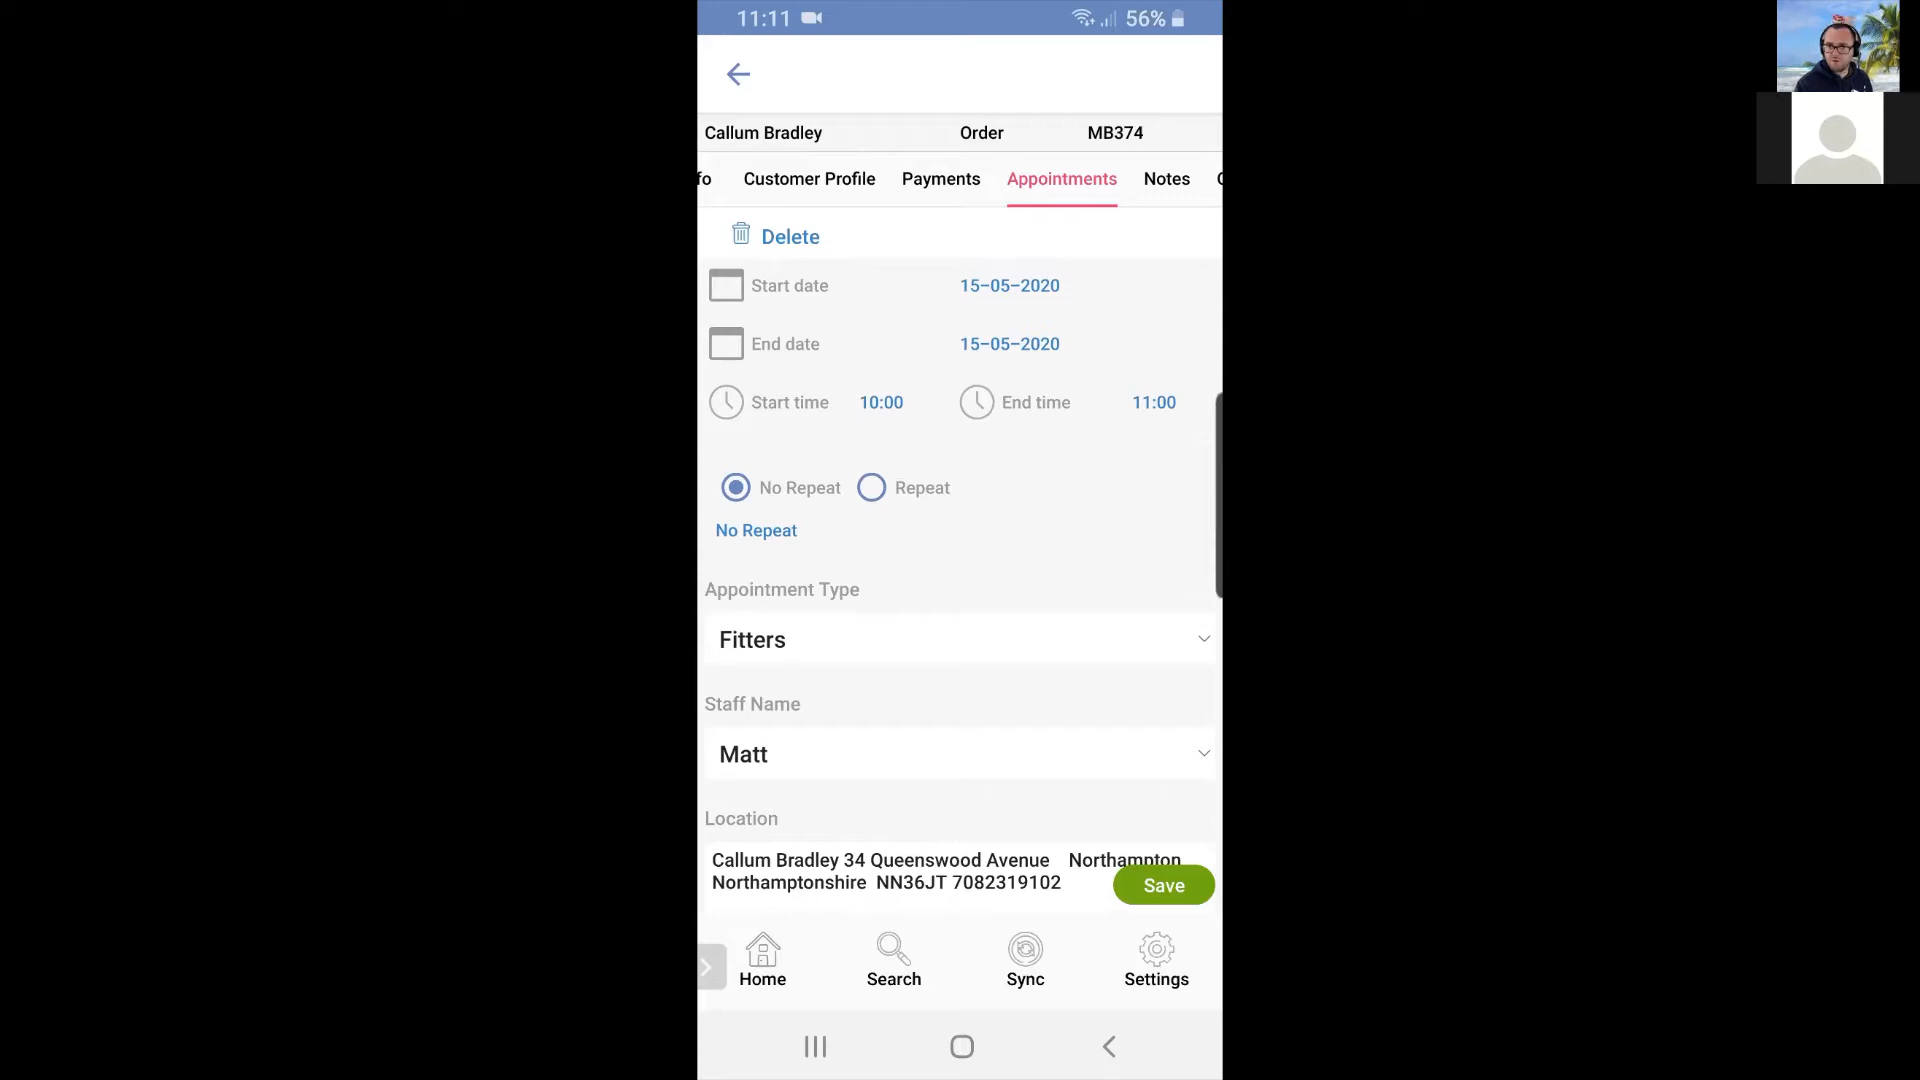 11:11 56%
Callum Bradley Order MB374
fo Customer Profile Payments Appointments Notes
Delete
Start date 15-05-2020
End date 15-05-2020
Start time 10:00 End time 11:00
No Repeat Repeat
No Repeat
Appointment Type
Fitters
Staff Name
Matt
Location
Callum Bradley 34 Queenswood Avenue Northampton
Northamptonshire NN36JT 7082319102
Save
Home Search Sync Settings